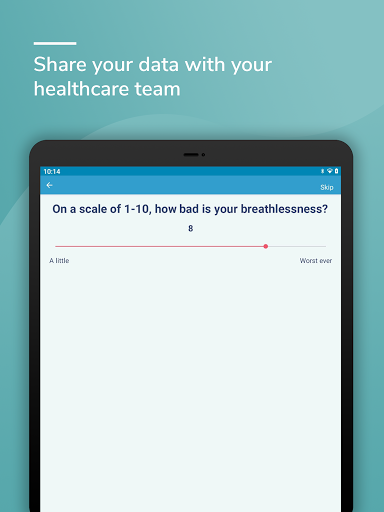 Share your data with your
healthcare team
10:14
Skip
On a scale of 1-10, how bad is your breathlessness?
8
A little
Worst ever